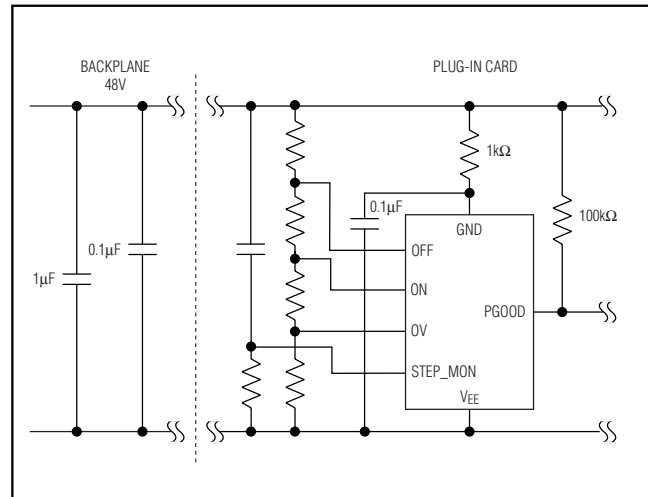 BACKPLANE
48V
PLUG-IN CARD
1kΩ
0.1µF
GND
100kΩ
0.1µF
1µF
OFF
ON
OV
PGOOD
STEP_MON
VEE